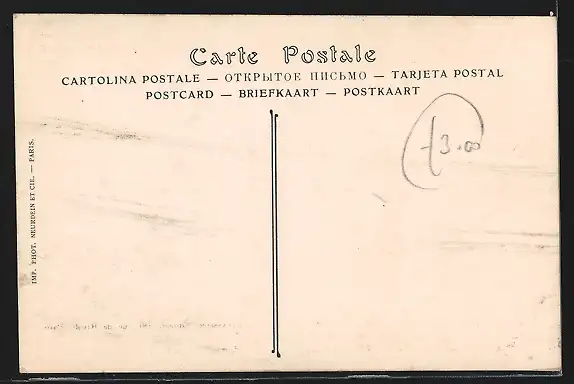 Carte Postale
CARTOLINA POSTALE — ОТКРЫТОЕ ПИСЬМО — TARJETA POSTAL
POSTCARD — BRIEFKAART — POSTKAART
3.00
IMP. PHOT. NEURDEIN ET CIE. — PARIS.